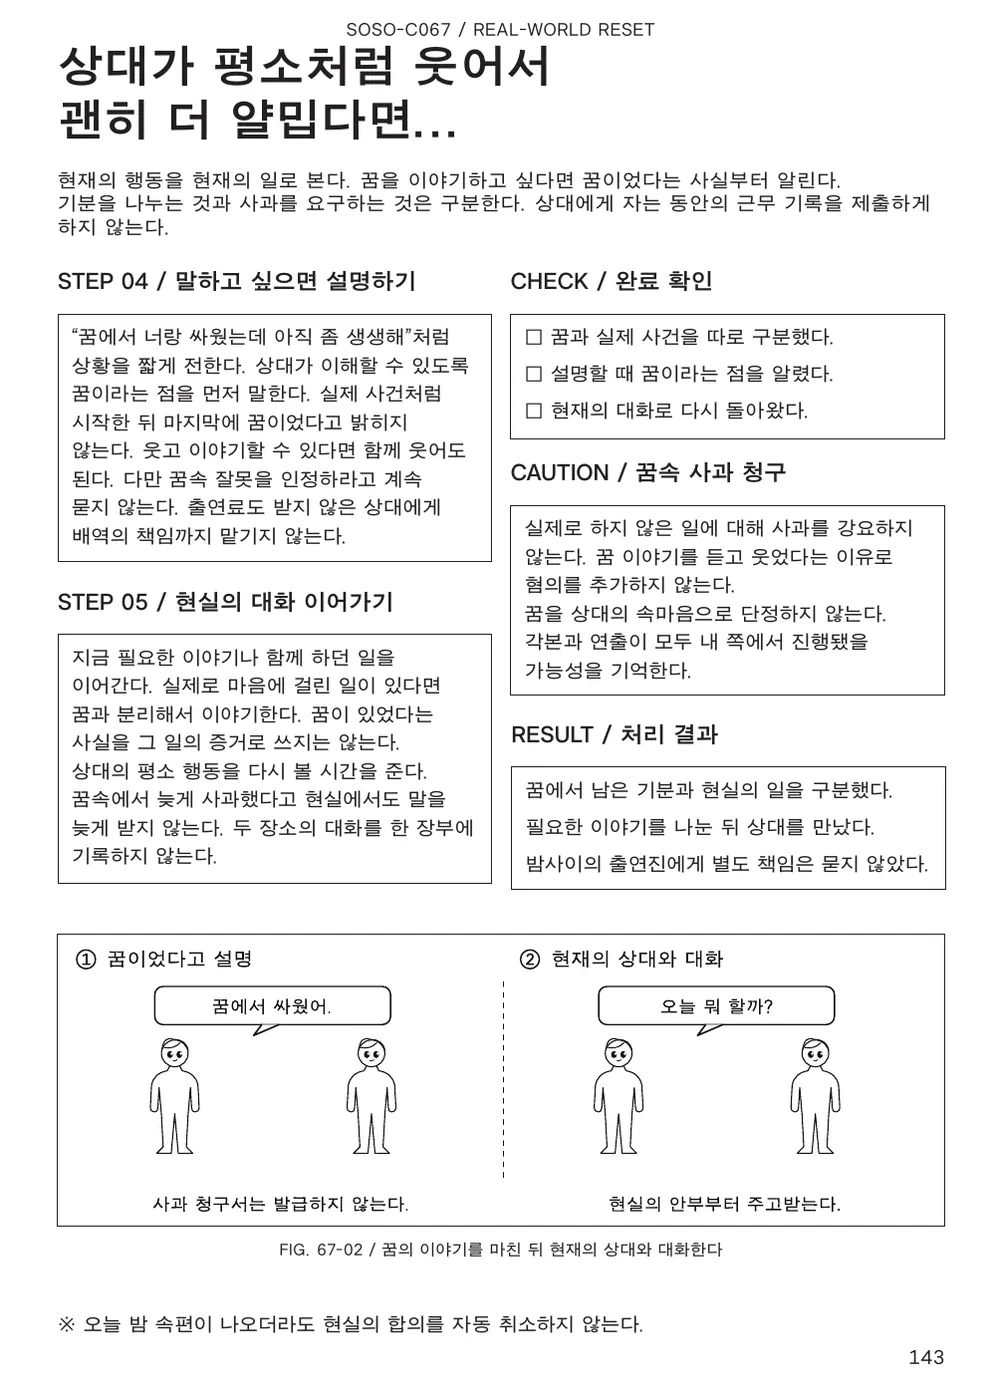 SOSO-C067 / REAL-WORLD RESET
상대가 평소처럼 웃어서
괜히 더 얄밉다면...
현재의 행동을 현재의 일로 본다. 꿈을 이야기하고 싶다면 꿈이었다는 사실부터 알린다.
기분을 나누는 것과 사과를 요구하는 것은 구분한다. 상대에게 자는 동안의 근무 기록을 제출하게
하지 않는다.
STEP 04 / 말하고 싶으면 설명하기
“꿈에서 너랑 싸웠는데 아직 좀 생생해”처럼
상황을 짧게 전한다. 상대가 이해할 수 있도록
꿈이라는 점을 먼저 말한다. 실제 사건처럼
시작한 뒤 마지막에 꿈이었다고 밝히지
않는다. 웃고 이야기할 수 있다면 함께 웃어도
된다. 다만 꿈속 잘못을 인정하라고 계속
묻지 않는다. 출연료도 받지 않은 상대에게
배역의 책임까지 맡기지 않는다.
STEP 05 / 현실의 대화 이어가기
지금 필요한 이야기나 함께 하던 일을
이어간다. 실제로 마음에 걸린 일이 있다면
꿈과 분리해서 이야기한다. 꿈이 있었다는
사실을 그 일의 증거로 쓰지는 않는다.
상대의 평소 행동을 다시 볼 시간을 준다.
꿈속에서 늦게 사과했다고 현실에서도 말을
늦게 받지 않는다. 두 장소의 대화를 한 장부에
기록하지 않는다.
CHECK / 완료 확인
□ 꿈과 실제 사건을 따로 구분했다.
□ 설명할 때 꿈이라는 점을 알렸다.
□ 현재의 대화로 다시 돌아왔다.
CAUTION / 꿈속 사과 청구
실제로 하지 않은 일에 대해 사과를 강요하지
않는다. 꿈 이야기를 듣고 웃었다는 이유로
혐의를 추가하지 않는다.
꿈을 상대의 속마음으로 단정하지 않는다.
각본과 연출이 모두 내 쪽에서 진행됐을
가능성을 기억한다.
RESULT / 처리 결과
꿈에서 남은 기분과 현실의 일을 구분했다.
필요한 이야기를 나눈 뒤 상대를 만났다.
밤사이의 출연진에게 별도 책임은 묻지 않았다.
① 꿈이었다고 설명
꿈에서 싸웠어.
사과 청구서는 발급하지 않는다.
② 현재의 상대와 대화
오늘 뭐 할까?
현실의 안부부터 주고받는다.
FIG. 67-02 / 꿈의 이야기를 마친 뒤 현재의 상대와 대화한다
※ 오늘 밤 속편이 나오더라도 현실의 합의를 자동 취소하지 않는다.
143